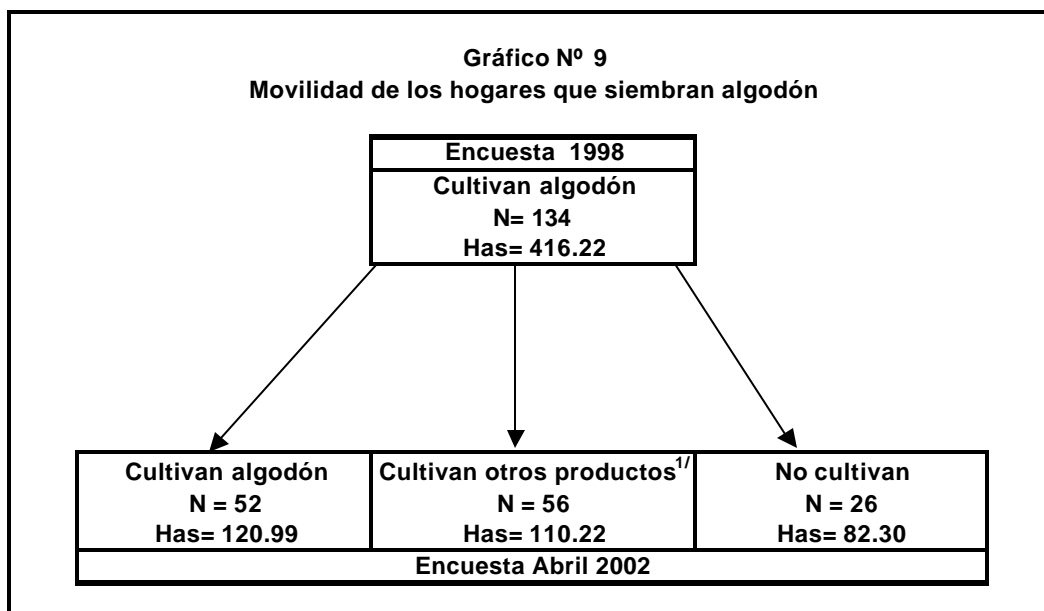 Gráfico Nº 9
Movilidad de los hogares que siembran algodón
Encuesta 1998
Cultivan algodón
N= 134
Has= 416.22
Cultivan algodón
N = 52
Has= 120.99
Cultivan otros productos1/
N = 56
Has= 110.22
No cultivan
N = 26
Has= 82.30
Encuesta Abril 2002